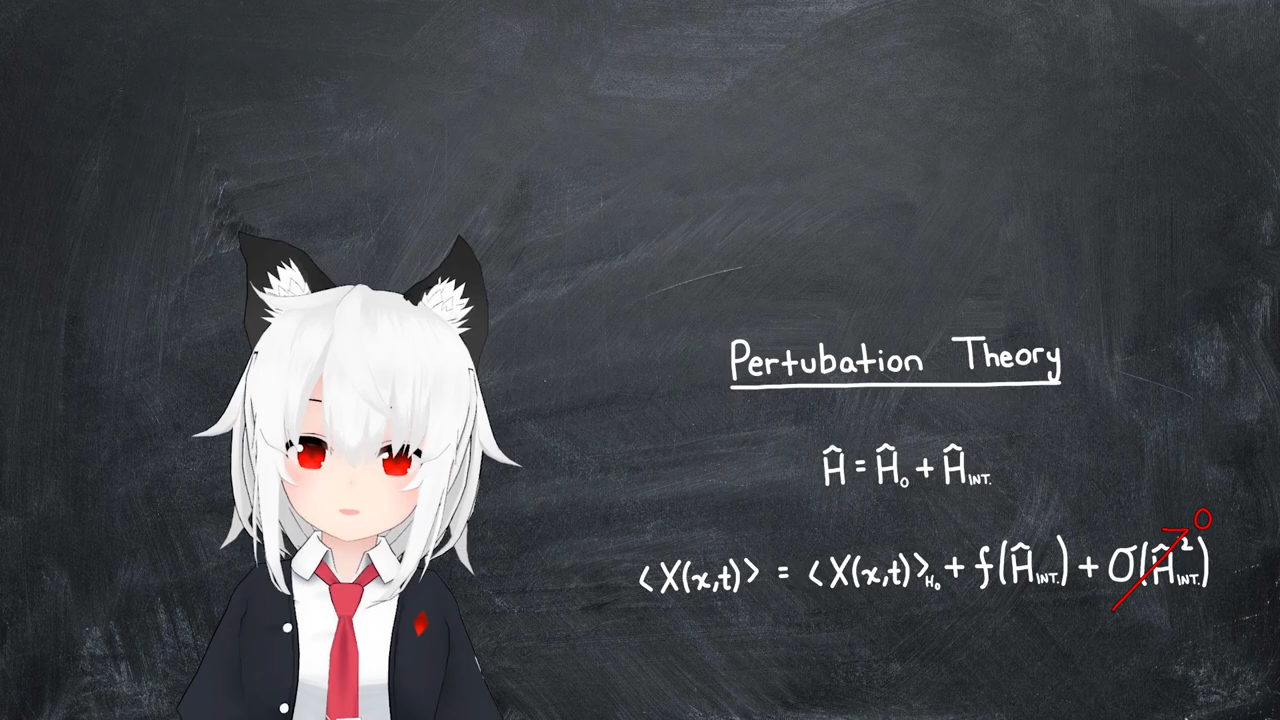 Pertubation Theory
Ĥ = Ĥ₀ + Ĥ_INT.
⟨X(x,t)⟩ = ⟨X(x,t)⟩_H₀ + f(Ĥ_INT.) + O(Ĥ²_INT.) 0